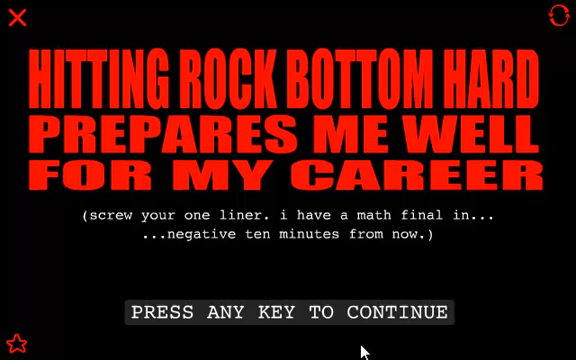 HITTING ROCK BOTTOM HARD
PREPARES ME WELL
FOR MY CAREER
(screw your one liner. i have a math final in...
...negative ten minutes from now.)
PRESS ANY KEY TO CONTINUE